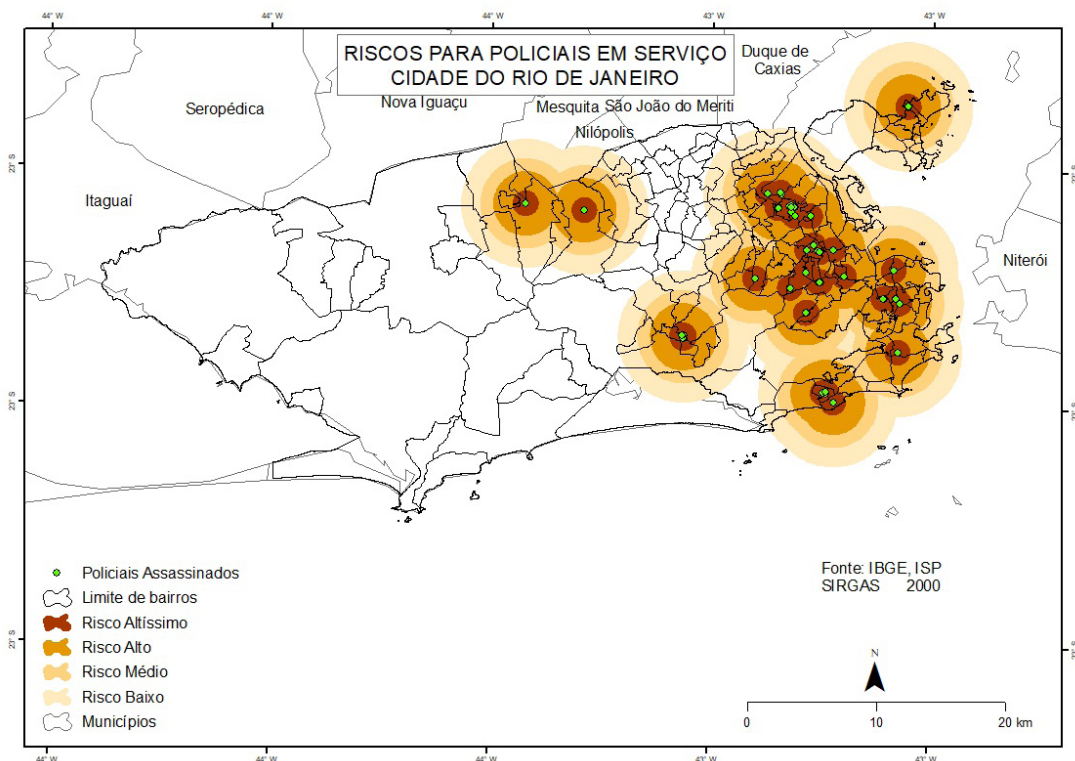 44° W 44° W 44° W 43° W 43° W
RISCOS PARA POLICIAIS EM SERVIÇO
CIDADE DO RIO DE JANEIRO
Duque de
Caxias
Seropédica
Nova Iguaçu
Mesquita São João do Meriti
Nilópolis
23° S
Itaguaí
Niterói
23° S
Policiais Assassinados
Limite de bairros
Risco Altíssimo
Risco Alto
Risco Médio
Risco Baixo
Municípios
Fonte: IBGE, ISP
SIRGAS 2000
23° S
N
0 10 20 km
44° W 44° W 44° W 43° W 43° W